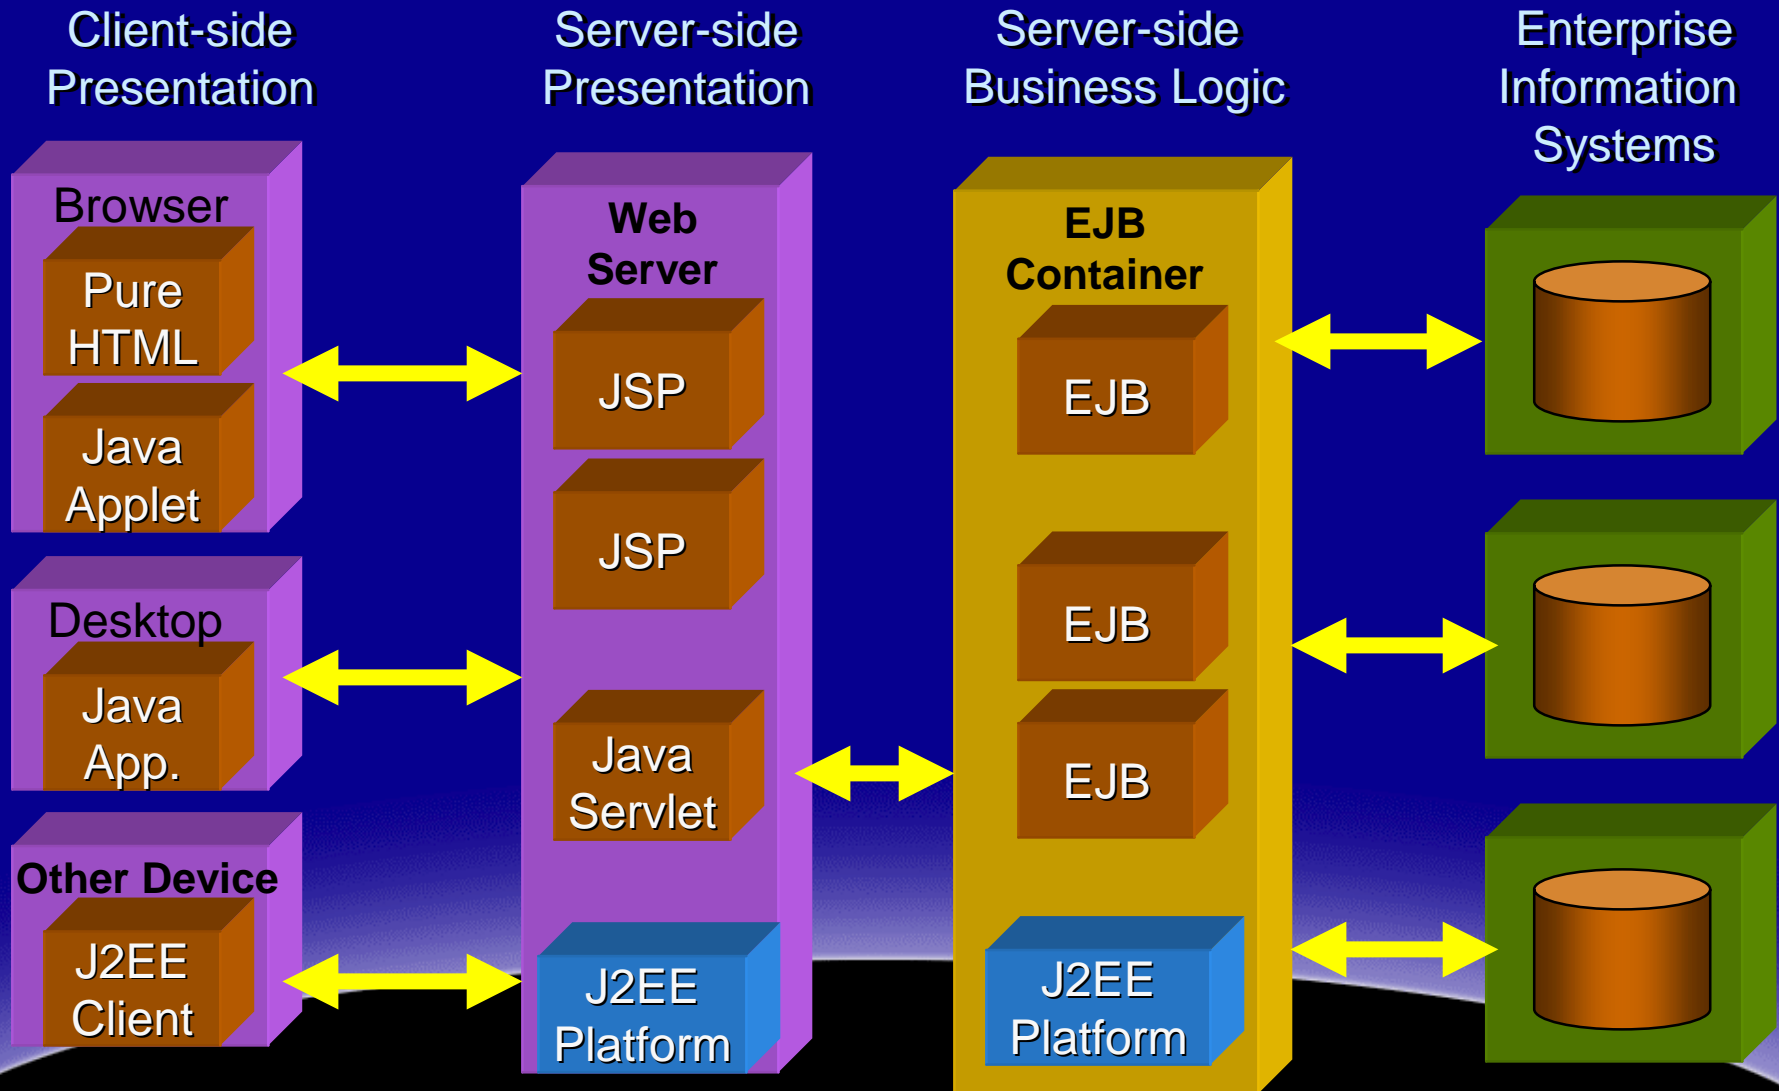 Client-side
Presentation
Server-side
Presentation
Server-side
Business Logic
Enterprise
Information
Systems
Browser
Pure
HTML
Java
Applet
Desktop
Java
App.
Other Device
J2EE
Client
Web
Server
JSP
JSP
Java
Servlet
J2EE
Platform
EJB
Container
EJB
EJB
EJB
J2EE
Platform